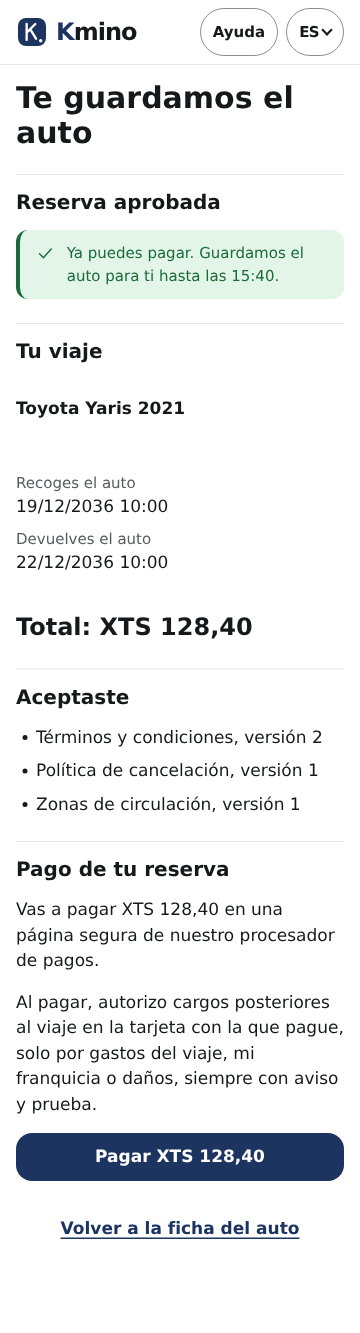 K. Kmino
Ayuda
ES
Te guardamos el
auto
Reserva aprobada
Ya puedes pagar. Guardamos el
auto para ti hasta las 15:40.
Tu viaje
Toyota Yaris 2021
Recoges el auto
19/12/2036 10:00
Devuelves el auto
22/12/2036 10:00
Total: XTS 128,40
Aceptaste
• Términos y condiciones, versión 2
• Política de cancelación, versión 1
• Zonas de circulación, versión 1
Pago de tu reserva
Vas a pagar XTS 128,40 en una
página segura de nuestro procesador
de pagos.
Al pagar, autorizo cargos posteriores
al viaje en la tarjeta con la que pague,
solo por gastos del viaje, mi
franquicia o daños, siempre con aviso
y prueba.
Pagar XTS 128,40
Volver a la ficha del auto